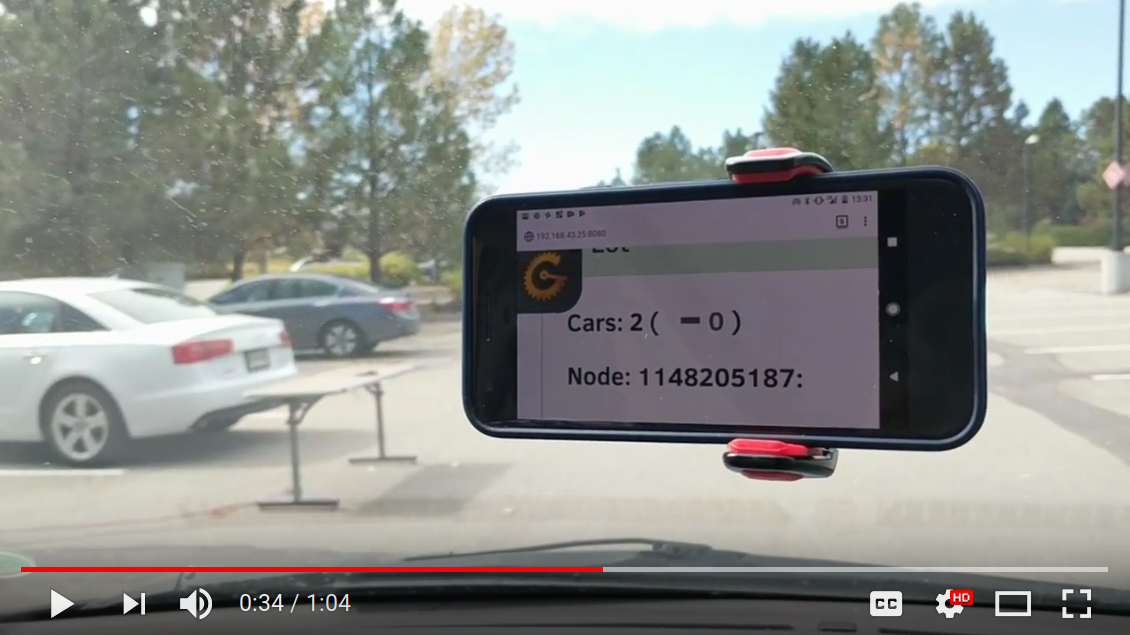 13:31
192.168.43.25:8080
Lot
Cars: 2 ( - 0 )
Node: 1148205187:
0:34 / 1:04
CC
HD